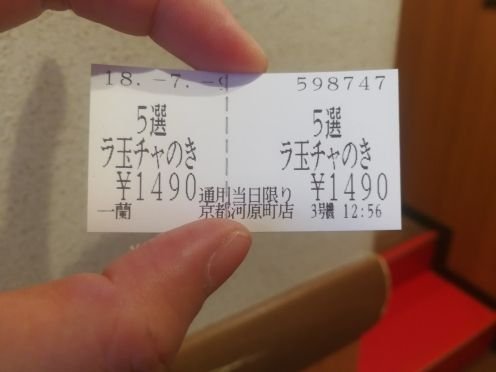 18.-7.-9 598747
5選 5選
ラ玉チャのき ラ玉チャのき
¥1490 通用当日限り ¥1490
一蘭 京都河原町店 3号機 12:56